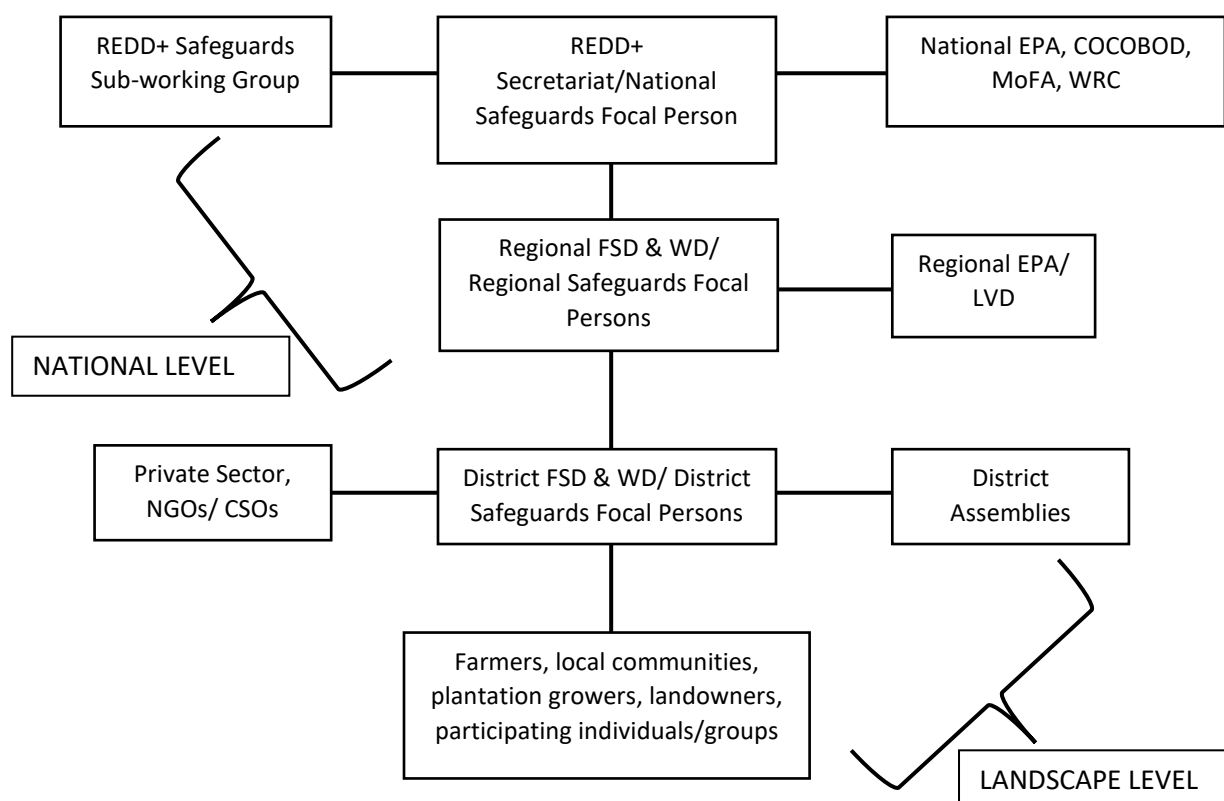 REDD+ Safeguards
Sub-working Group
REDD+
Secretariat/National
Safeguards Focal Person
National EPA, COCOBOD,
MoFA, WRC
Regional FSD & WD/
Regional Safeguards Focal
Persons
Regional EPA/
LVD
NATIONAL LEVEL
Private Sector,
NGOs/ CSOs
District FSD & WD/ District
Safeguards Focal Persons
District
Assemblies
Farmers, local communities,
plantation growers, landowners,
participating individuals/groups
LANDSCAPE LEVEL